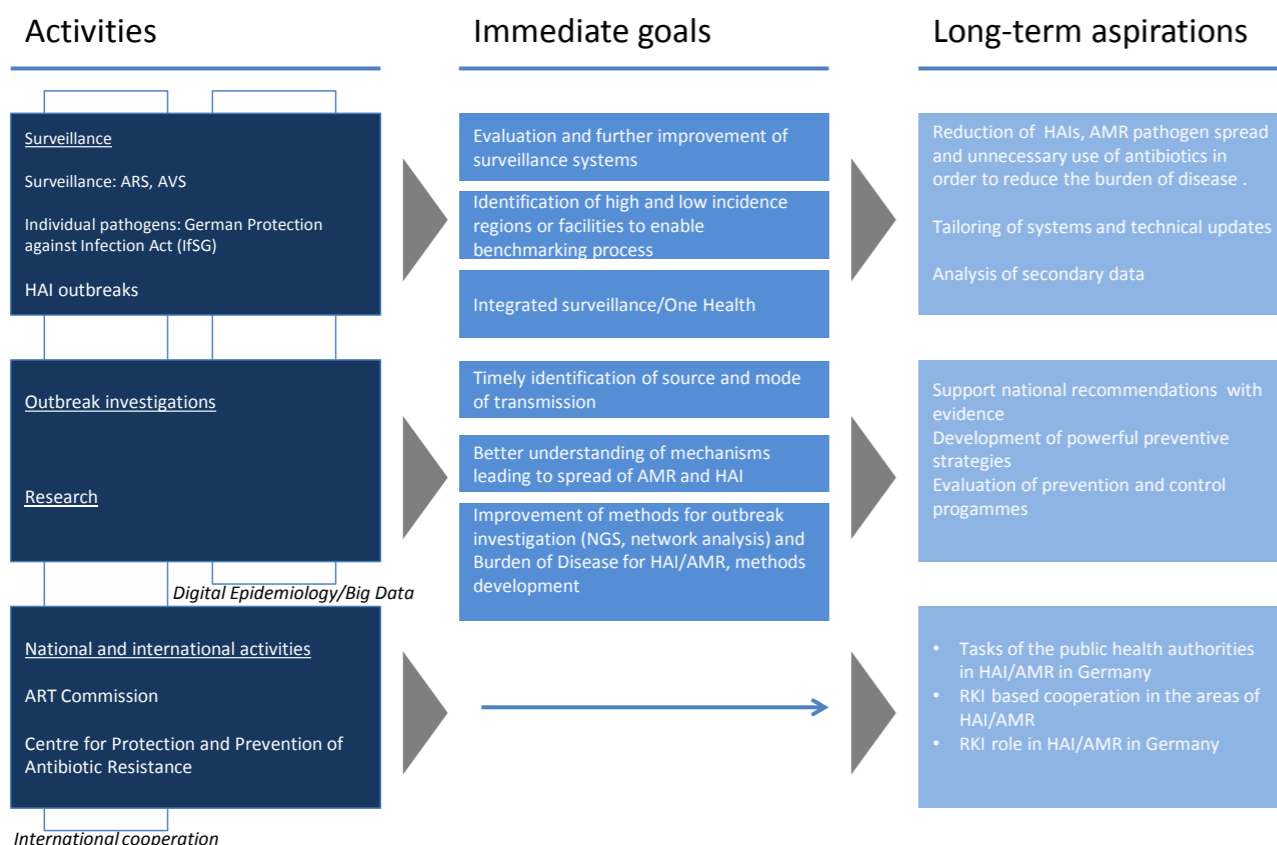 Activities
Immediate goals
Long-term aspirations
Surveillance
Surveillance: ARS, AVS
Individual pathogens: German Protection
against Infection Act (IfSG)
HAI outbreaks
Evaluation and further improvement of
surveillance systems
Identification of high and low incidence
regions or facilities to enable
benchmarking process
Integrated surveillance/One Health
Reduction of HAIs, AMR pathogen spread
and unnecessary use of antibiotics in
order to reduce the burden of disease .
Tailoring of systems and technical updates
Analysis of secondary data
Outbreak investigations
Research
Digital Epidemiology/Big Data
Timely identification of source and mode
of transmission
Better understanding of mechanisms
leading to spread of AMR and HAI
Improvement of methods for outbreak
investigation (NGS, network analysis) and
Burden of Disease for HAI/AMR, methods
development
Support national recommendations with
evidence
Development of powerful preventive
strategies
Evaluation of prevention and control
progammes
National and international activities
ART Commission
Centre for Protection and Prevention of
Antibiotic Resistance
International cooperation
• Tasks of the public health authorities
in HAI/AMR in Germany
• RKI based cooperation in the areas of
HAI/AMR
• RKI role in HAI/AMR in Germany